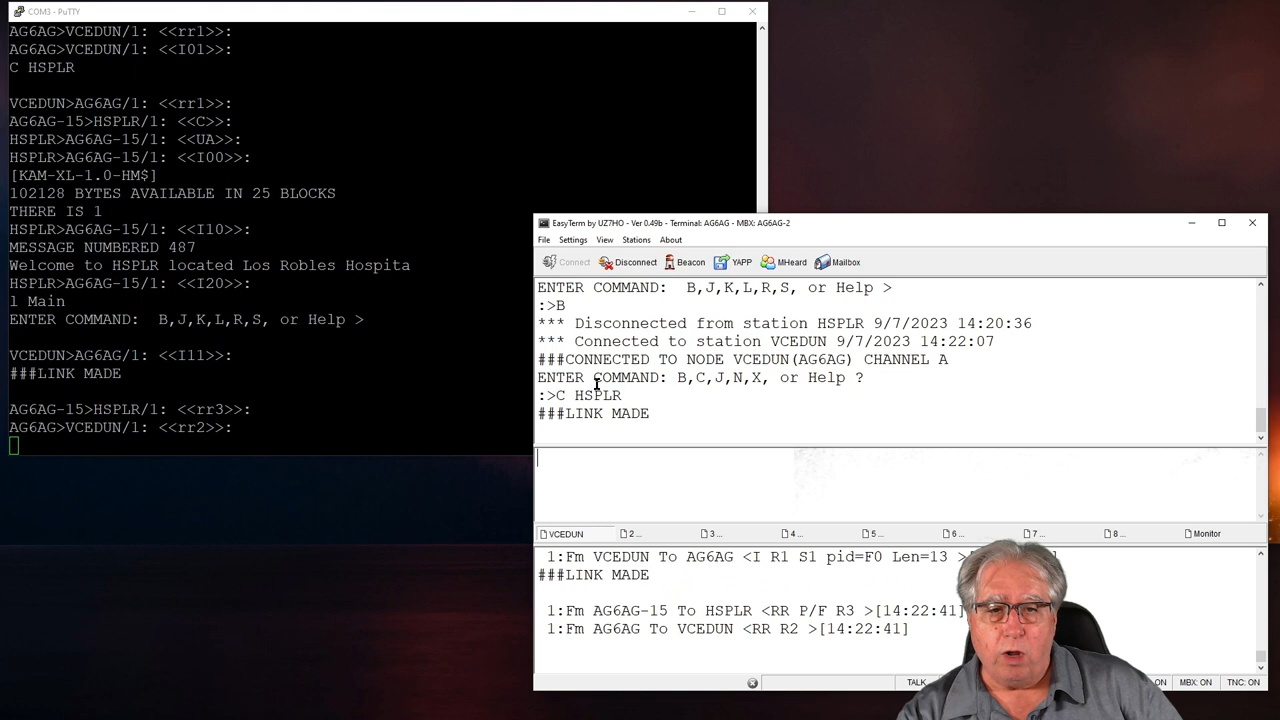 COM3 - PuTTY
AG6AG>VCEDUN/1: <<rr1>>:
AG6AG>VCEDUN/1: <<I01>>:
C HSPLR
VCEDUN>AG6AG/1: <<rr1>>:
AG6AG-15>HSPLR/1: <<C>>:
HSPLR>AG6AG-15/1: <<UA>>:
HSPLR>AG6AG-15/1: <<I00>>:
[KAM-XL-1.0-HM$]
102128 BYTES AVAILABLE IN 25 BLOCKS
THERE IS 1
HSPLR>AG6AG-15/1: <<I10>>:
MESSAGE NUMBERED 487
Welcome to HSPLR located Los Robles Hospita
HSPLR>AG6AG-15/1: <<I20>>:
l Main
ENTER COMMAND:  B,J,K,L,R,S, or Help >
VCEDUN>AG6AG/1: <<I11>>:
###LINK MADE
AG6AG-15>HSPLR/1: <<rr3>>:
AG6AG>VCEDUN/1: <<rr2>>:
EasyTerm by UZ7HO - Ver 0.49b - Terminal: AG6AG - MBX: AG6AG-2
File Settings View Stations About
Connect Disconnect Beacon YAPP MHeard Mailbox
ENTER COMMAND:  B,J,K,L,R,S, or Help >
:>B
*** Disconnected from station HSPLR 9/7/2023 14:20:36
*** Connected to station VCEDUN 9/7/2023 14:22:07
###CONNECTED TO NODE VCEDUN(AG6AG) CHANNEL A
ENTER COMMAND: B,C,J,N,X, or Help ?
:>C HSPLR
###LINK MADE
VCEDUN 2 ... 3 ... 4 ... 5 ... 6 ... 7 ... 8 ... Monitor
1:Fm VCEDUN To AG6AG <I R1 S1 pid=F0 Len=13 >[
###LINK MADE
1:Fm AG6AG-15 To HSPLR <RR P/F R3 >[14:22:41]
1:Fm AG6AG To VCEDUN <RR R2 >[14:22:41]
TALK ON MBX: ON TNC: ON